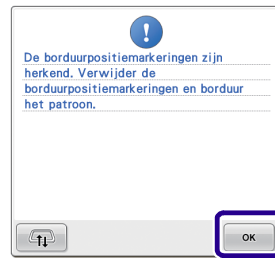 De borduurpositiemarkeringen zijn
herkend. Verwijder de
borduurpositiemarkeringen en borduur
het patroon.
OK